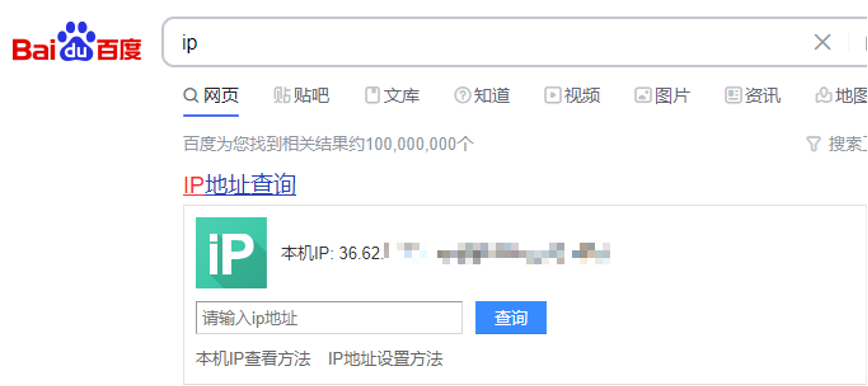 Bai du 百度
ip
网页 贴吧 文库 知道 视频 图片 资讯 地图
百度为您找到相关结果约100,000,000个
搜索工
IP地址查询
iP
本机IP: 36.62.
请输入ip地址
查询
本机IP查看方法 IP地址设置方法